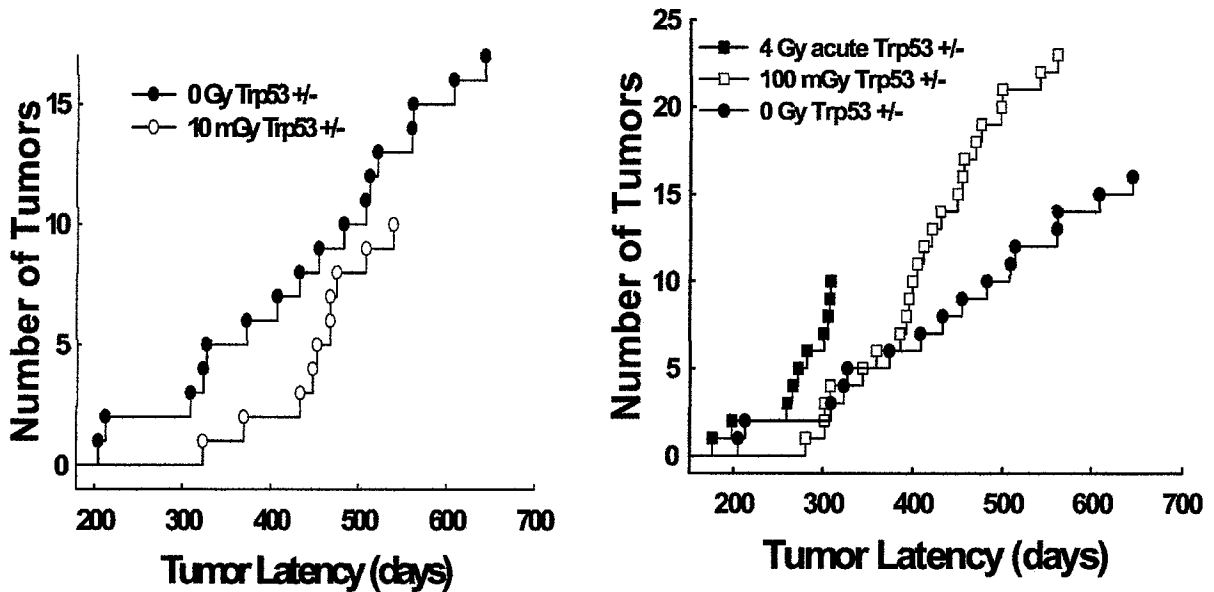 0 Gy Trp53 +/-
10 mGy Trp53 +/-
Number of Tumors
15
10
5
0
200 300 400 500 600 700
Tumor Latency (days)
4 Gy acute Trp53 +/-
100 mGy Trp53 +/-
0 Gy Trp53 +/-
Number of Tumors
25
20
15
10
5
0
200 300 400 500 600 700
Tumor Latency (days)